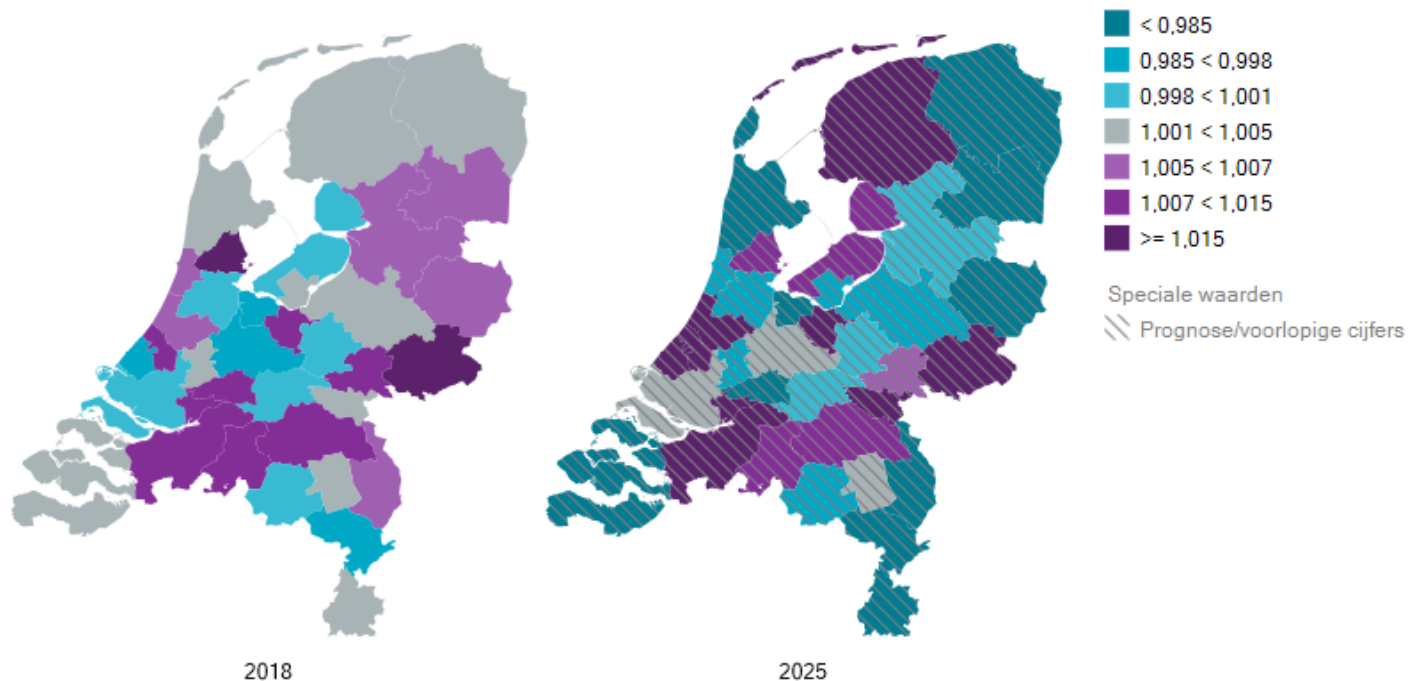 < 0,985
0,985 < 0,998
0,998 < 1,001
1,001 < 1,005
1,005 < 1,007
1,007 < 1,015
>= 1,015
Speciale waarden
Prognose/voorlopige cijfers
2018
2025